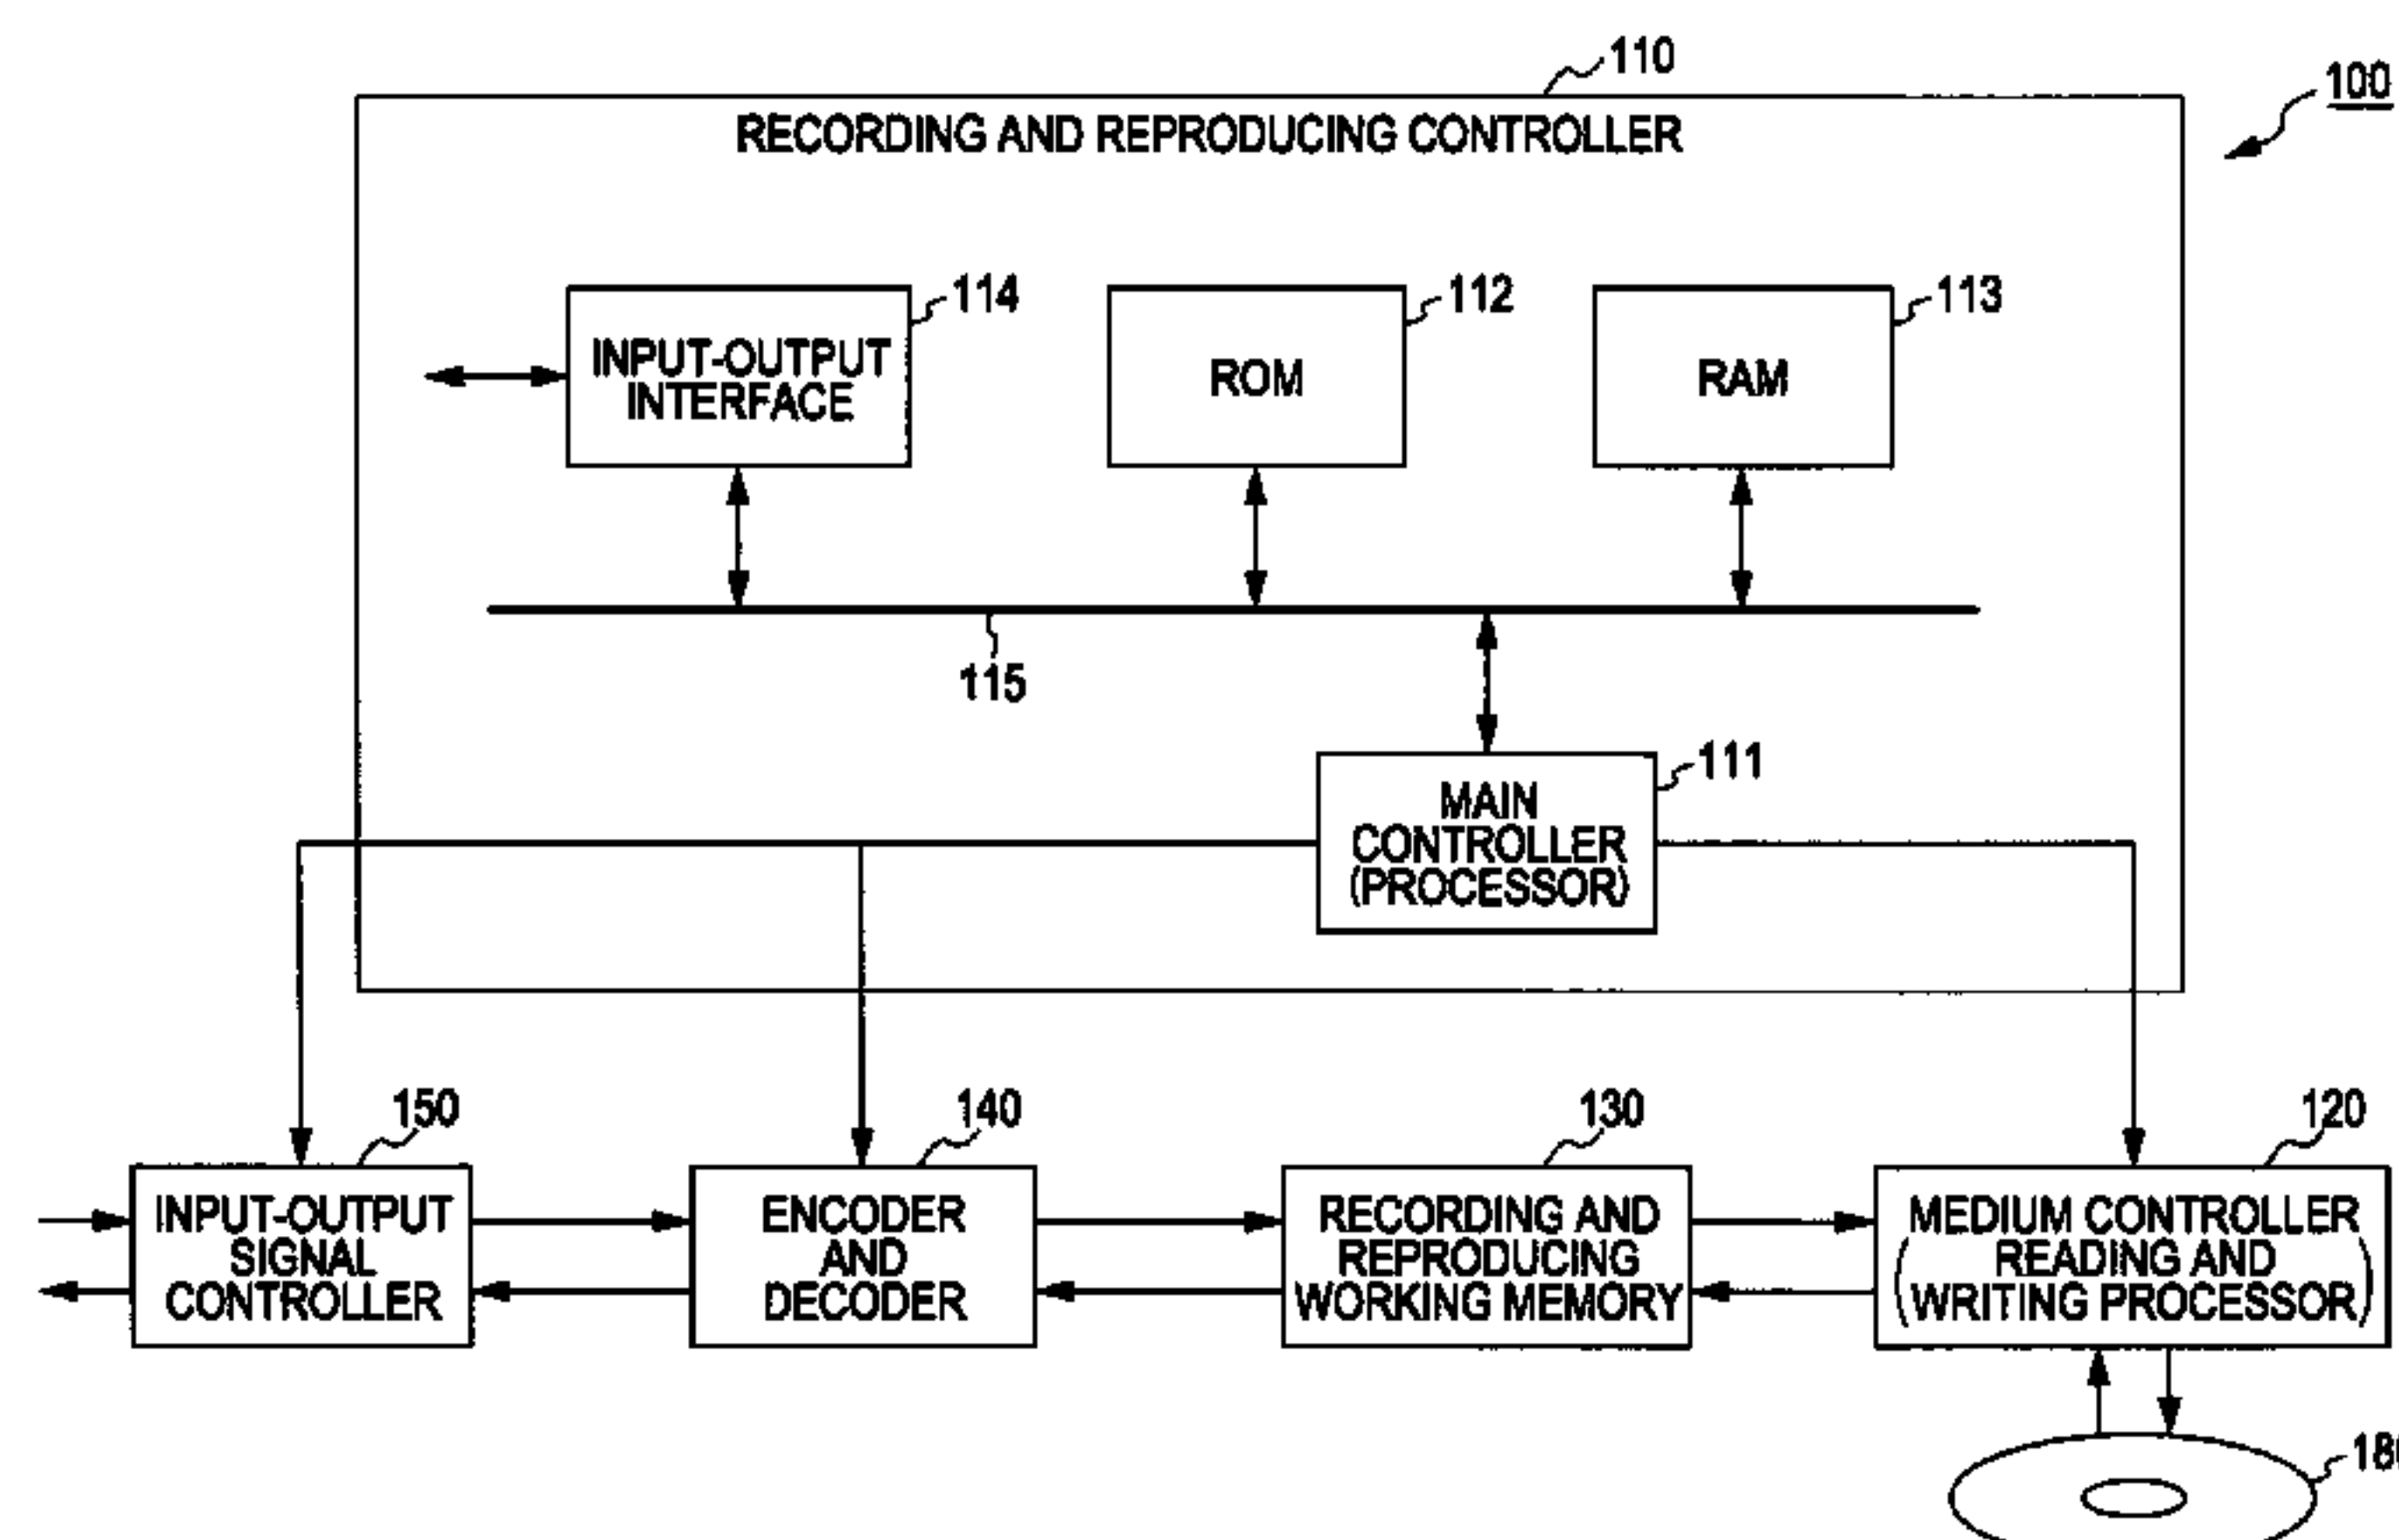 110
100
RECORDING AND REPRODUCING CONTROLLER
114
112
113
INPUT-OUTPUT
INTERFACE
ROM
RAM
115
111
MAIN
CONTROLLER
(PROCESSOR)
150
140
130
120
INPUT-OUTPUT
SIGNAL
CONTROLLER
ENCODER
AND
DECODER
RECORDING AND
REPRODUCING
WORKING MEMORY
MEDIUM CONTROLLER
(READING AND
WRITING PROCESSOR)